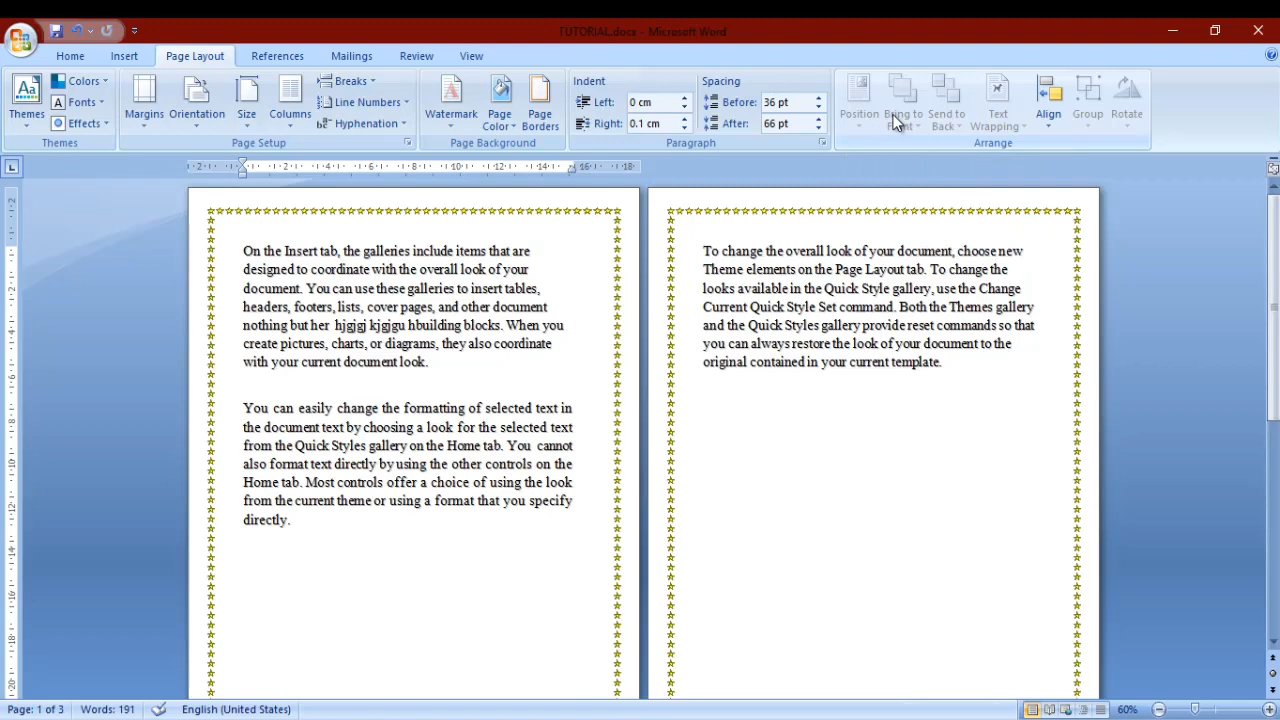 TUTORIAL.docx - Microsoft Word
Home Insert Page Layout References Mailings Review View
Themes
Aa
Colors
Fonts
Effects
Themes
Margins Orientation Size Columns
Breaks
Line Numbers
Hyphenation
Page Setup
Watermark Page Color Page Borders
Page Background
Indent
Left: 0 cm
Right: 0.1 cm
Spacing
Before: 36 pt
After: 66 pt
Paragraph
Position Bring to Front Send to Back Text Wrapping Align Group Rotate
Arrange
2 2 4 6 8 10 12 14 16 18
On the Insert tab, the galleries include items that are
designed to coordinate with the overall look of your
document. You can use these galleries to insert tables,
headers, footers, lists, cover pages, and other document
nothing but her hjgjgj kjgjgu hbuilding blocks. When you
create pictures, charts, or diagrams, they also coordinate
with your current document look.
You can easily change the formatting of selected text in
the document text by choosing a look for the selected text
from the Quick Styles gallery on the Home tab. You cannot
also format text directly by using the other controls on the
Home tab. Most controls offer a choice of using the look
from the current theme or using a format that you specify
directly.
To change the overall look of your document, choose new
Theme elements on the Page Layout tab. To change the
looks available in the Quick Style gallery, use the Change
Current Quick Style Set command. Both the Themes gallery
and the Quick Styles gallery provide reset commands so that
you can always restore the look of your document to the
original contained in your current template.
Page: 1 of 3 Words: 191 English (United States) 60%